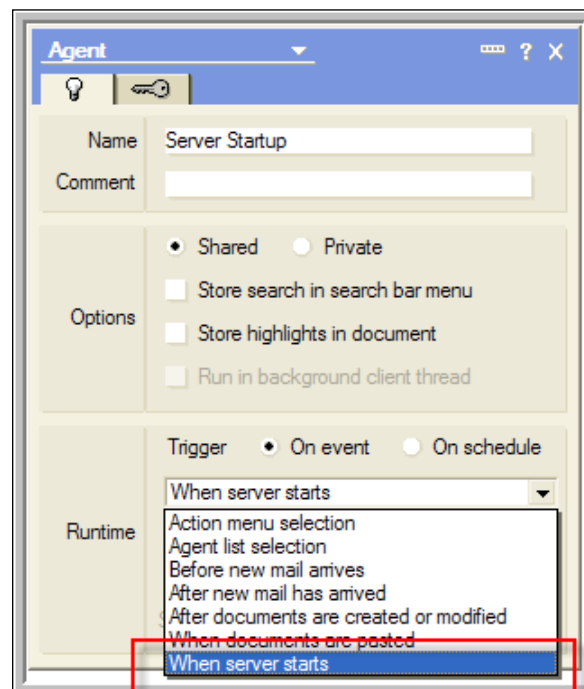 Agent ?
Name Server Startup
Comment
Shared Private
Store search in search bar menu
Options
Store highlights in document
Run in background client thread
Trigger On event On schedule
When server starts
Runtime
Action menu selection
Agent list selection
Before new mail arrives
After new mail has arrived
After documents are created or modified
When documents are pasted
When server starts